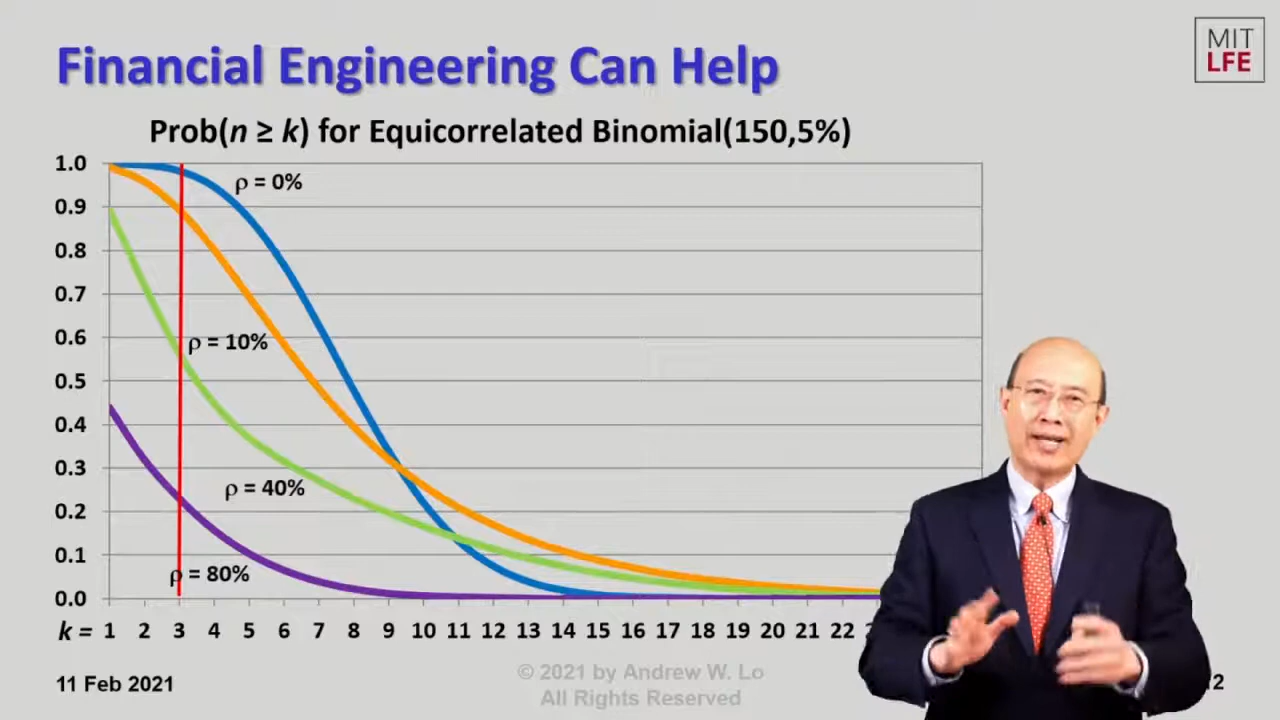 Financial Engineering Can Help
MIT
LFE
Prob(n ≥ k) for Equicorrelated Binomial(150,5%)
1.0
0.9
0.8
0.7
0.6
0.5
0.4
0.3
0.2
0.1
0.0
ρ = 0%
ρ = 10%
ρ = 40%
ρ = 80%
k = 1 2 3 4 5 6 7 8 9 10 11 12 13 14 15 16 17 18 19 20 21 22
11 Feb 2021
© 2021 by Andrew W. Lo
All Rights Reserved